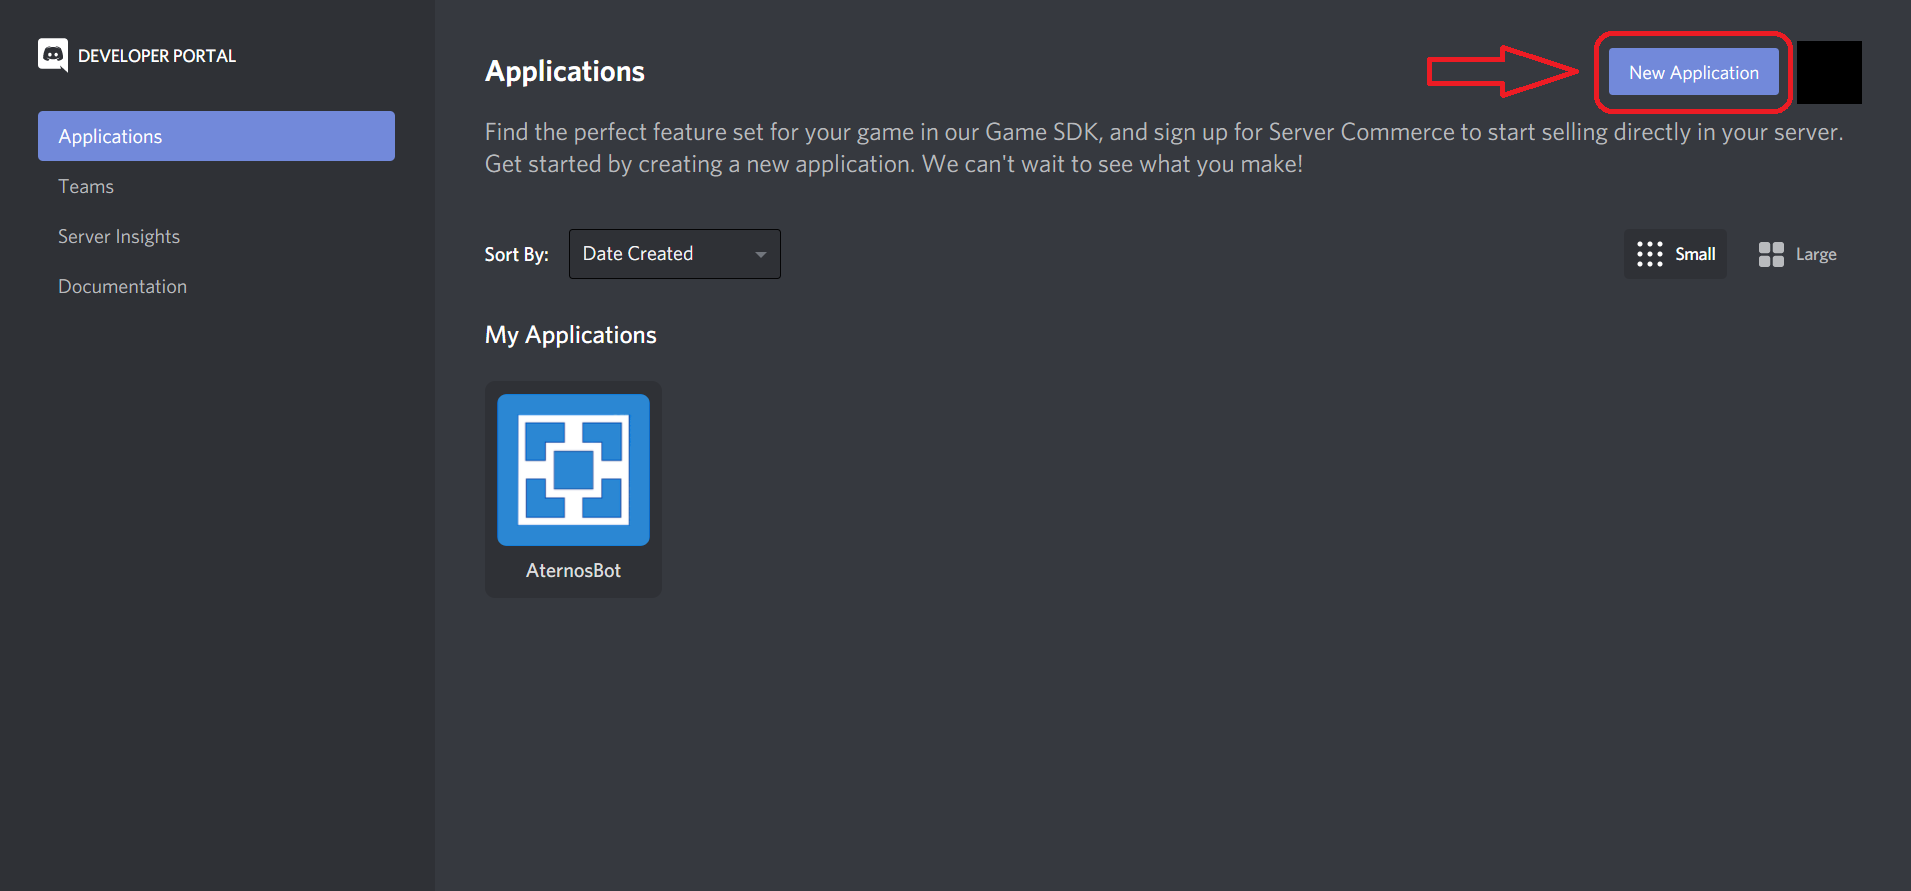 DEVELOPER PORTAL
Applications
Teams
Server Insights
Documentation
Applications
New Application
Find the perfect feature set for your game in our Game SDK, and sign up for Server Commerce to start selling directly in your server.
Get started by creating a new application. We can't wait to see what you make!
Sort By:
Date Created
Small
Large
My Applications
AternosBot